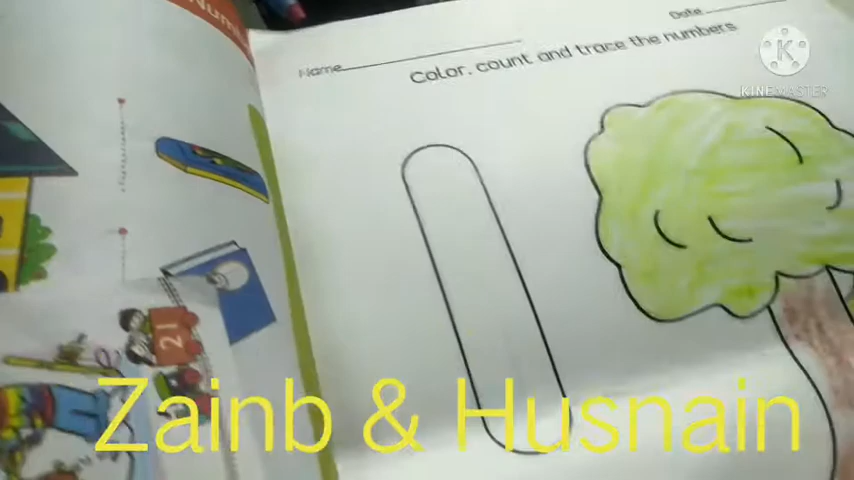 Name
Date
Color, count and trace the numbers
K
KINEMASTER
21
Zainb & Husnain